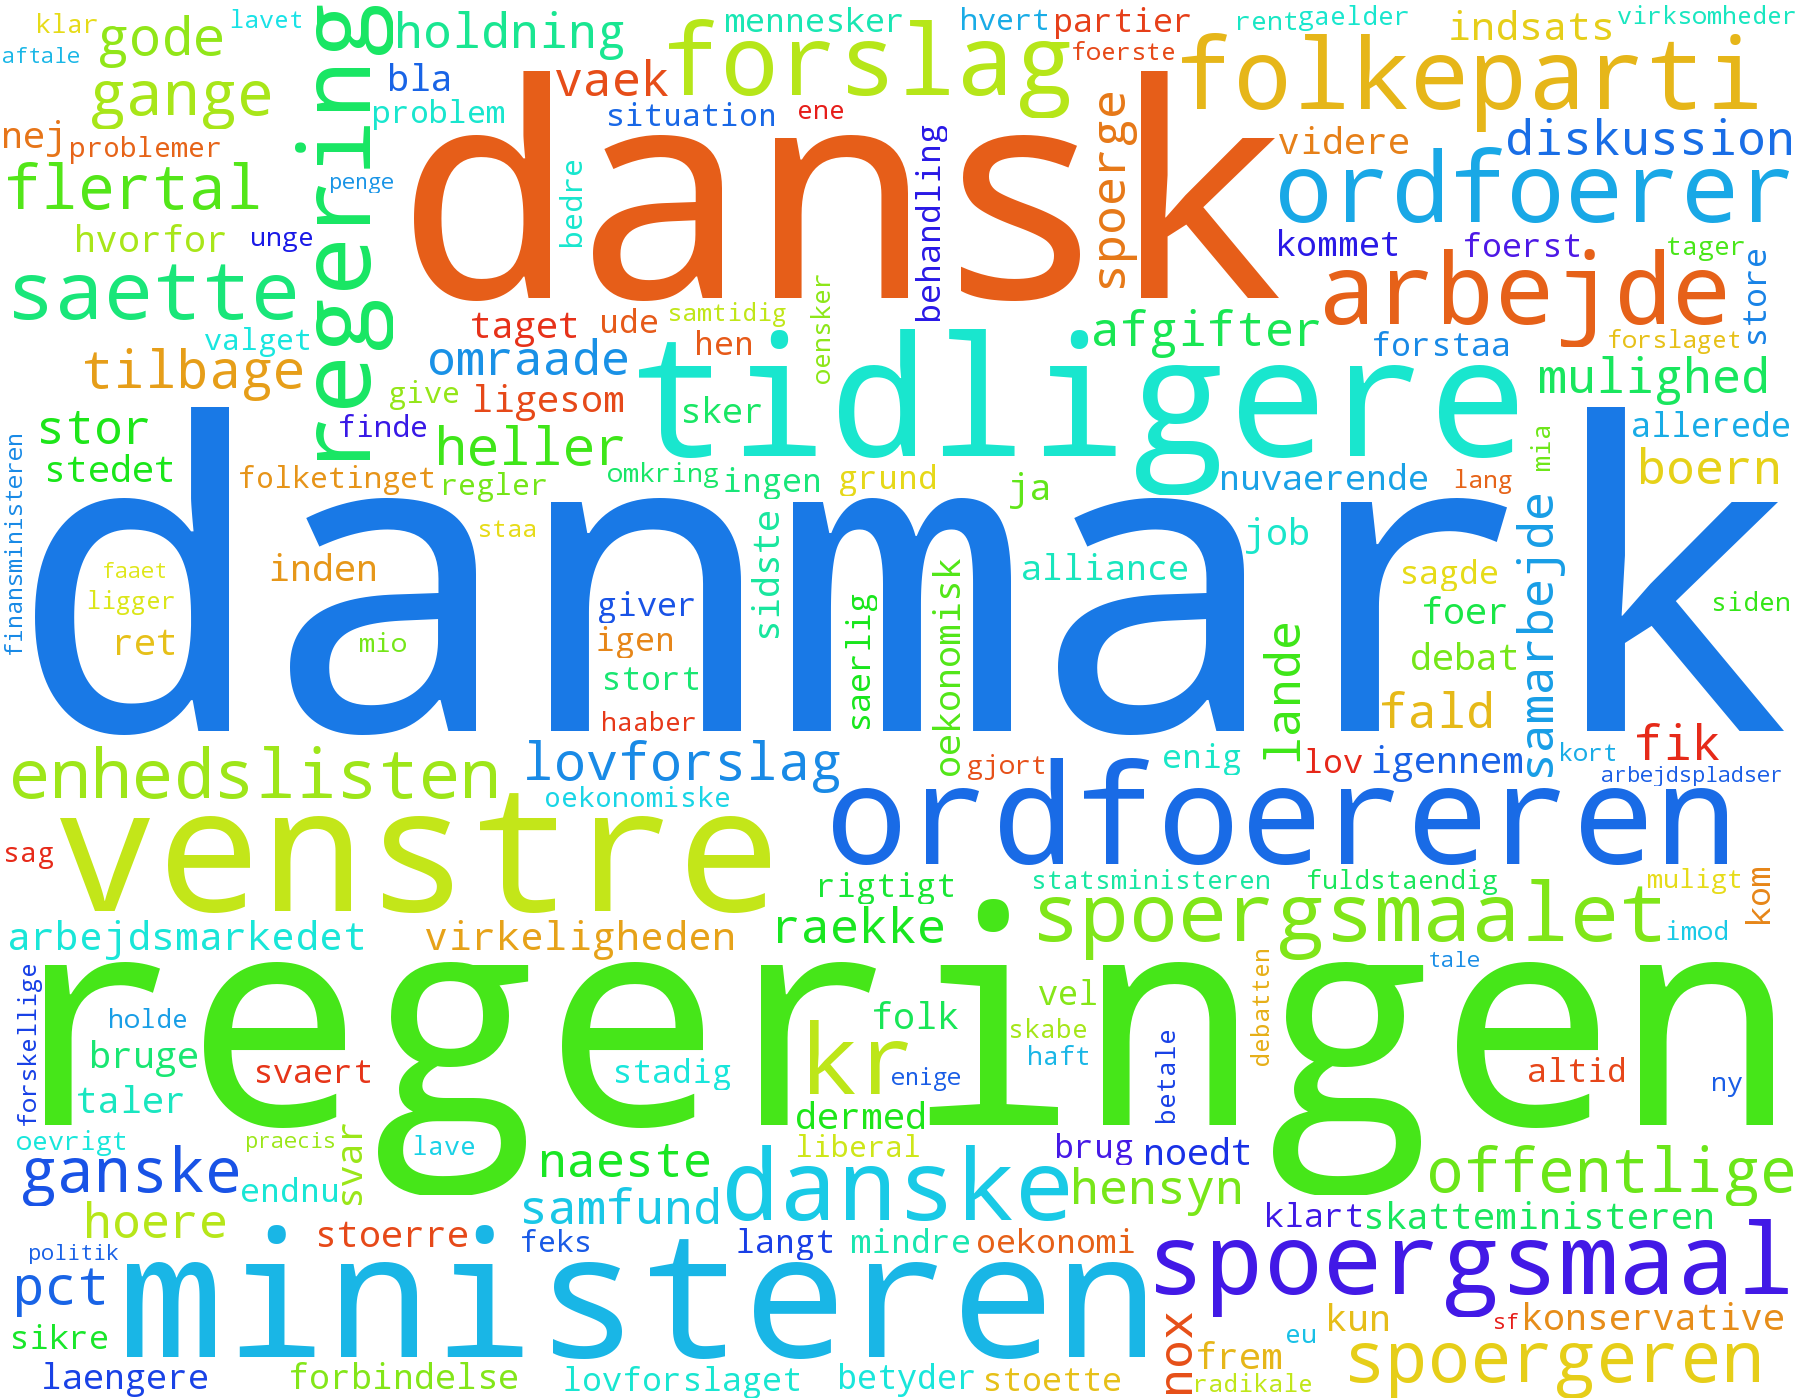 klar
lavet
aftale
gode
gange
holdning
mennesker
hvert
partier
rent
gaelder
indsats
virksomheder
foerste
bla
vaek
forslag
folkeparti
problem
situation
ene
nej
problemer
regering
dansk
behandling
spoerge
videre
diskussion
flertal
penge
bedre
ordfoerer
hvorfor
unge
kommet
foerst
tager
saette
arbejde
store
valget
taget
ude
samtidig
oensker
afgifter
forstaa
forslaget
tilbage
omraade
hen
tidligere
mulighed
give
ligesom
sker
stor
finde
heller
allerede
mia
stedet
folketinget
regler
omkring
ingen
grund
ja
nuvaerende
lang
boern
finansministeren
danmark
staa
sidste
job
faaet
ligger
inden
alliance
sagde
giver
foer
siden
ret
mio
igen
saerlig
oekonomisk
lande
debat
samarbejde
stort
haaber
fald
enhedslisten
lovforslag
gjort
enig
lov
igennem
kort
fik
arbejdspladser
oekonomiske
venstre
ordfoereren
sag
rigtigt
statsministeren
fuldstaendig
muligt
kom
arbejdsmarkedet
virkeligheden
raekke
spoergsmaalet
imod
regeringen
tale
forskellige
holde
bruge
svaert
taler
stadig
kr
folk
enige
vel
skabe
haft
debatten
betale
altid
ny
dermed
oevrigt
praecis
lave
svar
ganske
endnu
naeste
liberal
danske
brug
noedt
hensyn
offentlige
hoere
samfund
stoerre
feks
langt
mindre
oekonomi
klart
skatteministeren
politik
pct
ministeren
spoergsmaal
sikre
nox
kun
eu
sf
konservative
laengere
forbindelse
lovforslaget
betyder
stoette
frem
radikale
spoergeren